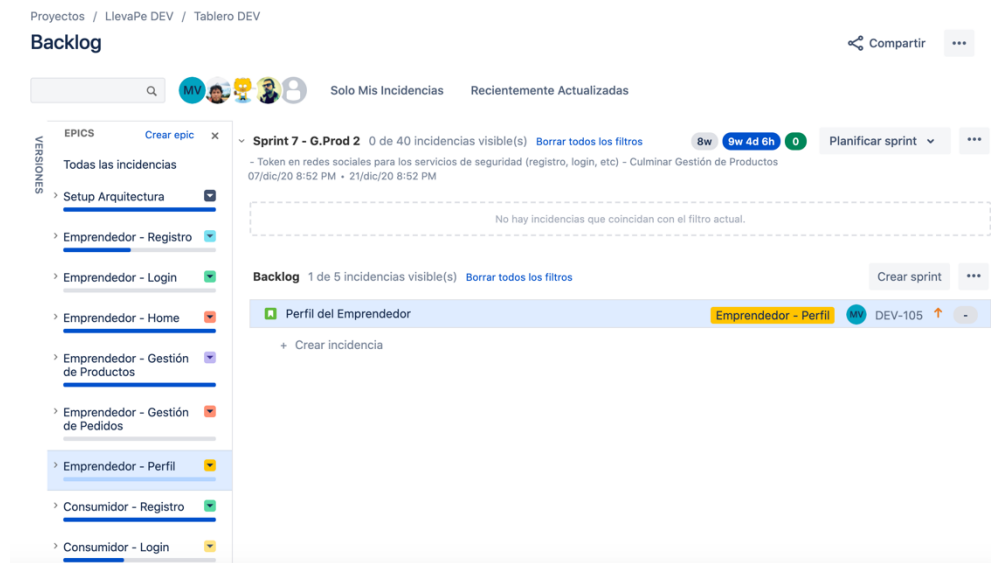 Proyectos / LlevaPe DEV / Tablero DEV
Backlog
Compartir
MV
Solo Mis Incidencias
Recientemente Actualizadas
VERSIONES
EPICS
Crear epic
Todas las incidencias
Setup Arquitectura
Emprendedor - Registro
Emprendedor - Login
Emprendedor - Home
Emprendedor - Gestión
de Productos
Emprendedor - Gestión
de Pedidos
Emprendedor - Perfil
Consumidor - Registro
Consumidor - Login
Sprint 7 - G.Prod 2 0 de 40 incidencias visible(s) Borrar todos los filtros
8w 9w 4d 6h 0
Planificar sprint
- Token en redes sociales para los servicios de seguridad (registro, login, etc) - Culminar Gestión de Productos
07/dic/20 8:52 PM • 21/dic/20 8:52 PM
No hay incidencias que coincidan con el filtro actual.
Backlog 1 de 5 incidencias visible(s) Borrar todos los filtros
Crear sprint
Perfil del Emprendedor
Emprendedor - Perfil
MV
DEV-105
-
+ Crear incidencia